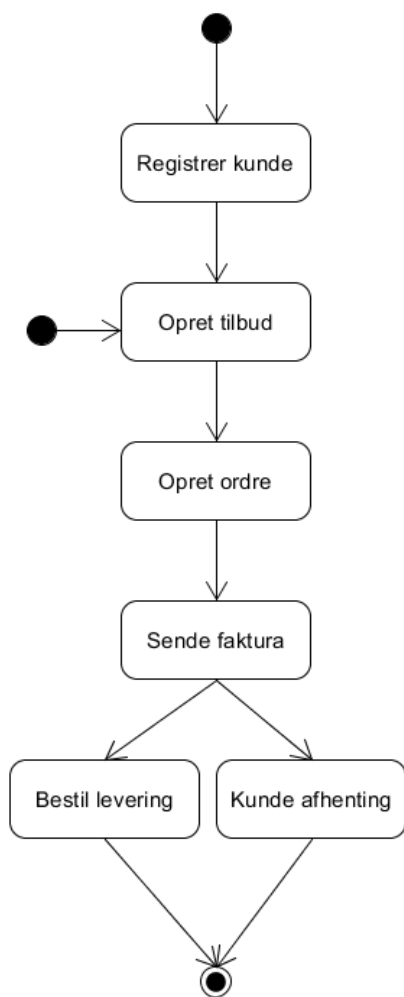 Registrer kunde
Opret tilbud
Opret ordre
Sende faktura
Bestil levering
Kunde afhenting